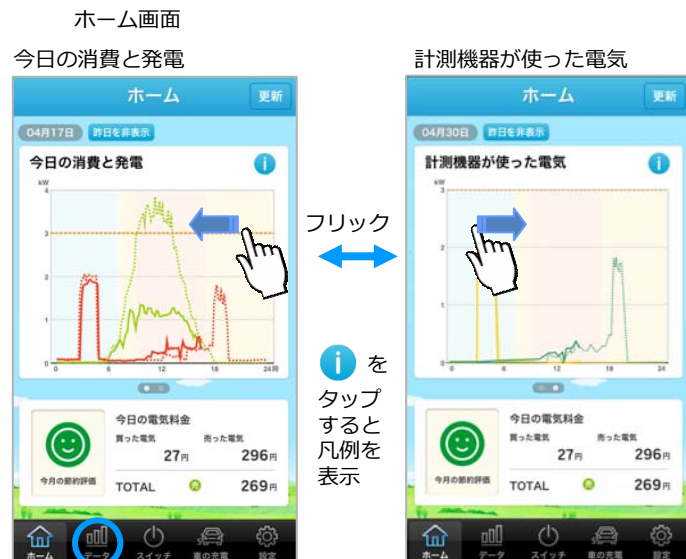 ホーム画面
今日の消費と発電
ホーム
更新
04月17日
昨日を非表示
今日の消費と発電
i
kW
4
3
2
1
0
0 6 12 18 24時
今日の電気料金
買った電気 売った電気
27円 296円
今月の節約評価
TOTAL 売 269円
ホーム データ スイッチ 車の充電 設定
フリック
i を
タップ
すると
凡例を
表示
計測機器が使った電気
ホーム
更新
04月30日
昨日を非表示
計測機器が使った電気
i
kW
3
2
1
0
0 6 12 18 24
今日の電気料金
買った電気 売った電気
27円 296円
今月の節約評価
TOTAL 売 269円
ホーム データ スイッチ 車の充電 設定